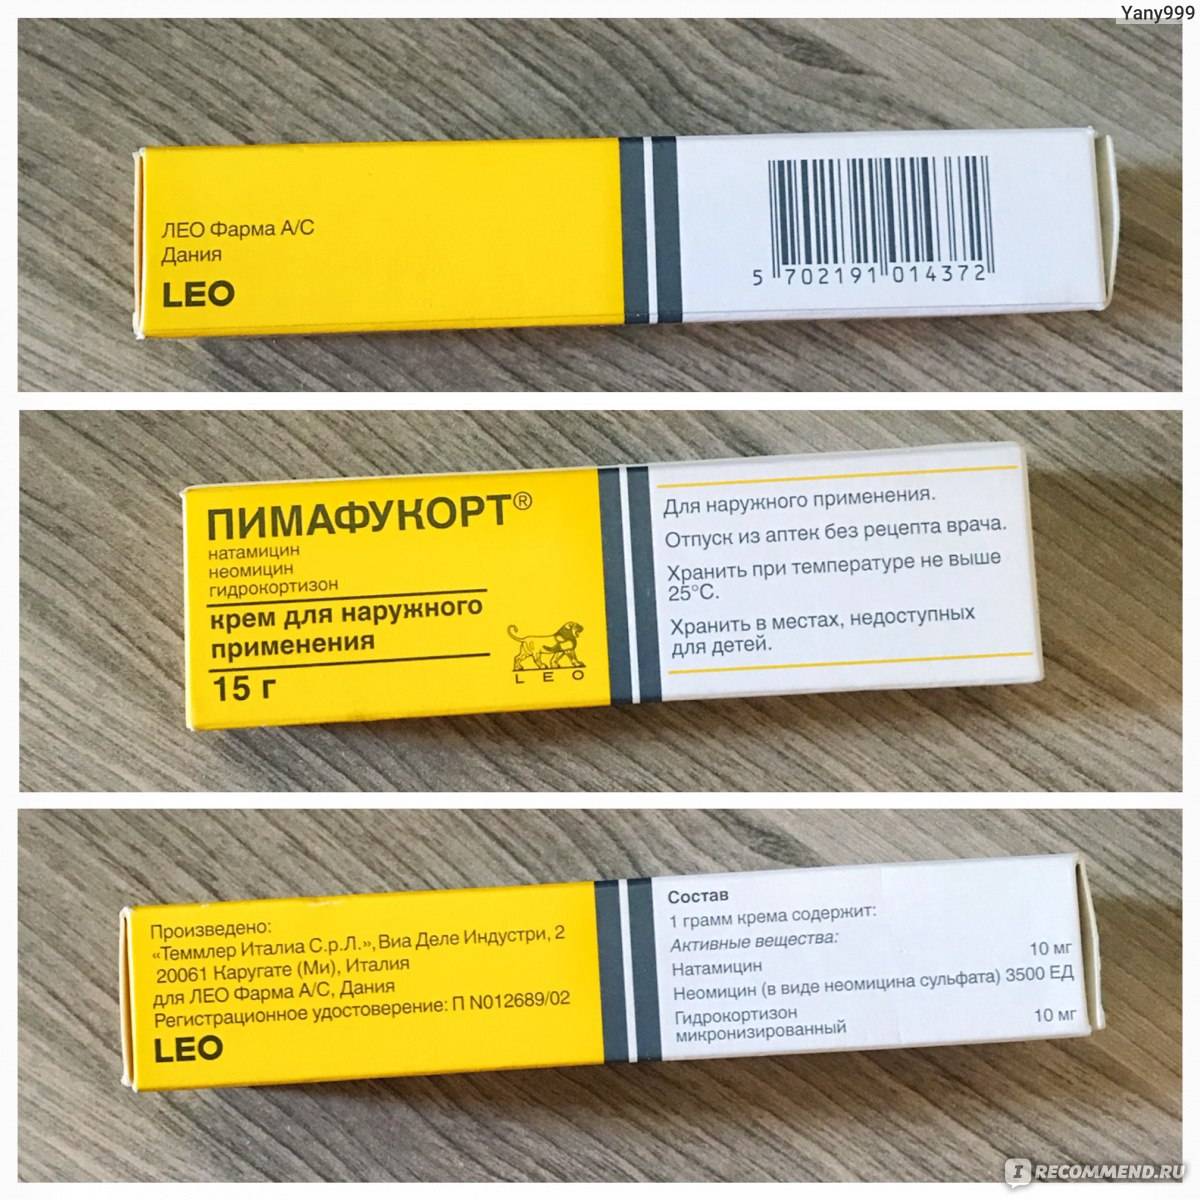 Yany999
ЛЕО Фарма А/С
Дания
LEO
5 702191 014372
ПИМАФУКОРТ®
натамицин
неомицин
гидрокортизон
крем для наружного
применения
15 г
LEO
Для наружного применения.
Отпуск из аптек без рецепта врача.
Хранить при температуре не выше
25°С.
Хранить в местах, недоступных
для детей.
Произведено:
«Теммлер Италиа С.р.Л.», Виа Деле Индустри, 2
20061 Каругате (Ми), Италия
для ЛЕО Фарма А/С, Дания
Регистрационное удостоверение: П N012689/02
LEO
Состав
1 грамм крема содержит:
Активные вещества:
Натамицин 10 мг
Неомицин (в виде неомицина сульфата) 3500 ЕД
Гидрокортизон
микронизированный 10 мг
I RECOMMEND.RU